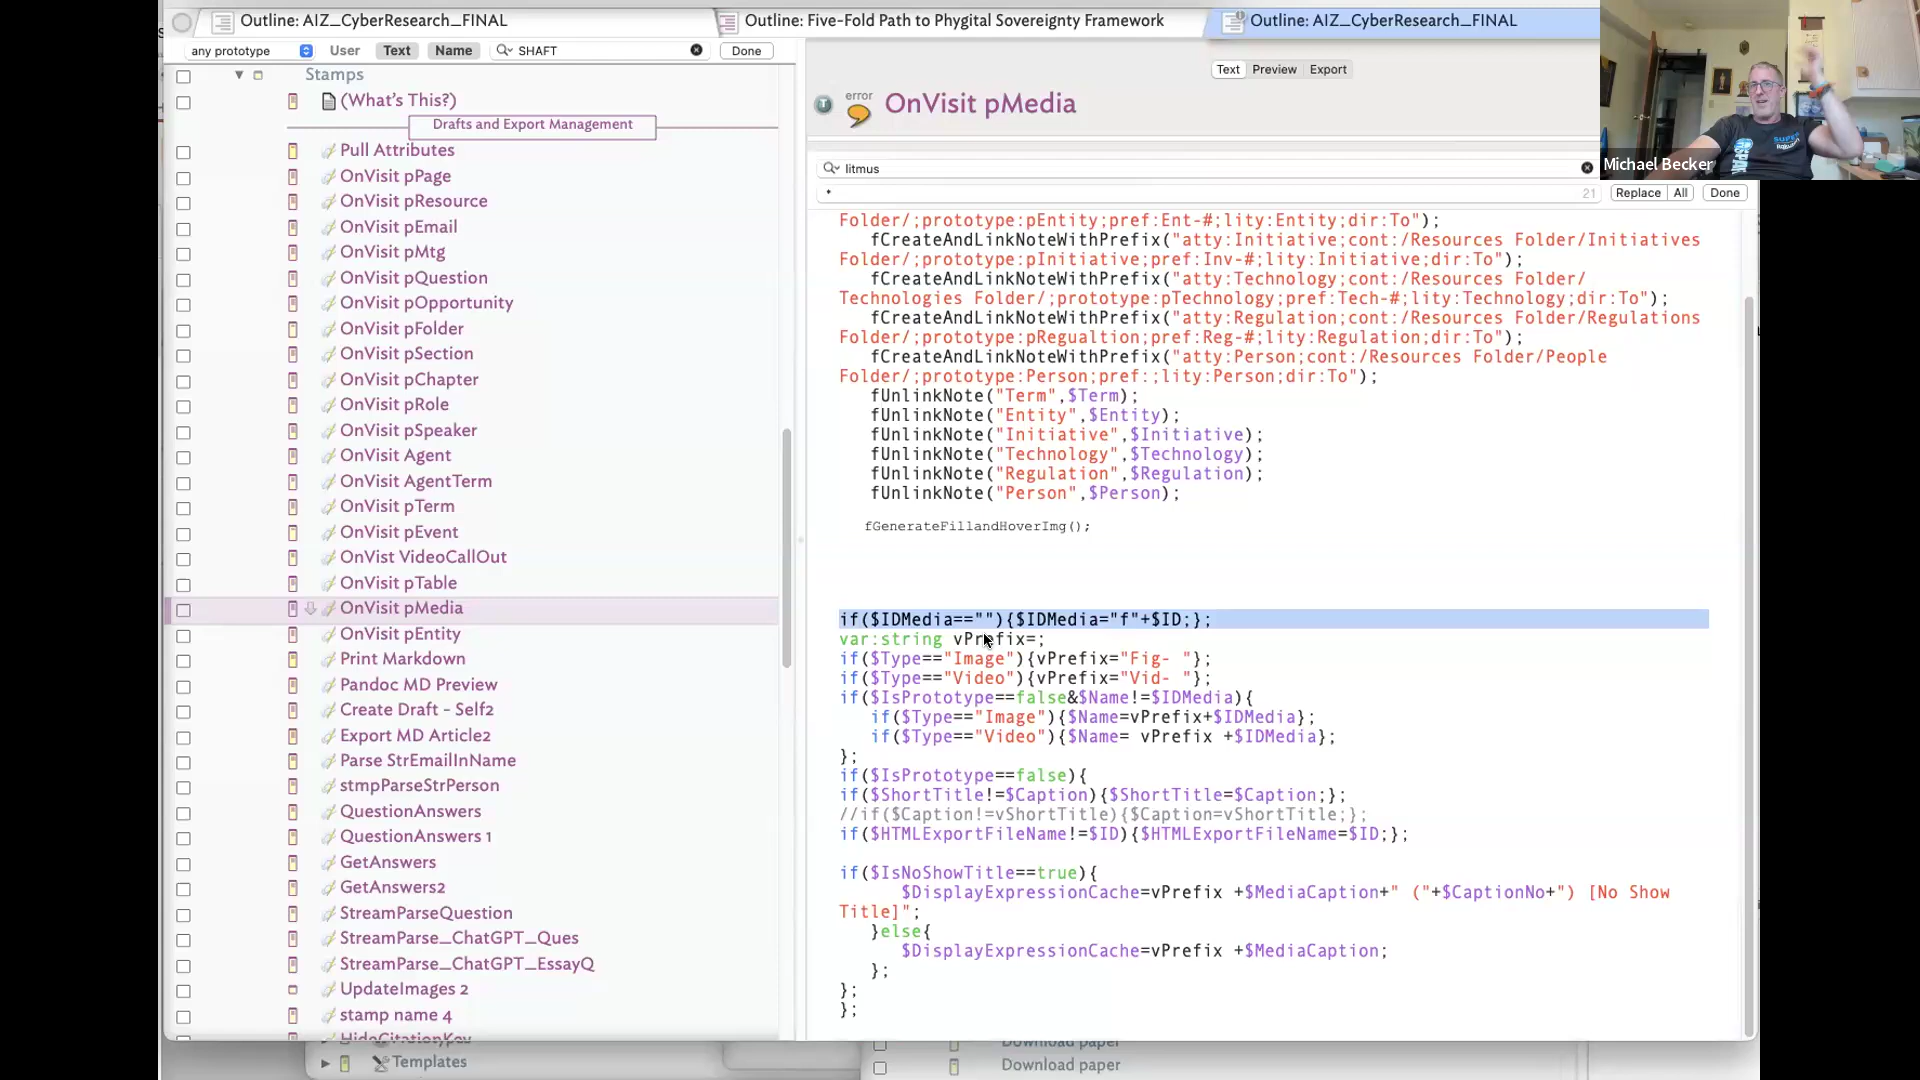 Outline: AIZ_CyberResearch_FINAL
Outline: Five-Fold Path to Phygital Sovereignty Framework
Outline: AIZ_CyberResearch_FINAL
any prototype
User
Text
Name
SHAFT
Done
Stamps
(What's This?)
Drafts and Export Management
Pull Attributes
OnVisit pPage
OnVisit pResource
OnVisit pEmail
OnVisit pMtg
OnVisit pQuestion
OnVisit pOpportunity
OnVisit pFolder
OnVisit pSection
OnVisit pChapter
OnVisit pRole
OnVisit pSpeaker
OnVisit Agent
OnVisit AgentTerm
OnVisit pTerm
OnVisit pEvent
OnVist VideoCallOut
OnVisit pTable
OnVisit pMedia
OnVisit pEntity
Print Markdown
Pandoc MD Preview
Create Draft - Self2
Export MD Article2
Parse StrEmailInName
stmpParseStrPerson
QuestionAnswers
QuestionAnswers 1
GetAnswers
GetAnswers2
StreamParseQuestion
StreamParse_ChatGPT_Ques
StreamParse_ChatGPT_EssayQ
UpdateImages 2
stamp name 4
HideCitationKey
Templates
Text
Preview
Export
error
OnVisit pMedia
litmus
21
Replace
All
Done
Folder/;prototype:pEntity;pref:Ent-#;lity:Entity;dir:To");
fCreateAndLinkNoteWithPrefix("atty:Initiative;cont:/Resources Folder/Initiatives
Folder/;prototype:pInitiative;pref:Inv-#;lity:Initiative;dir:To");
fCreateAndLinkNoteWithPrefix("atty:Technology;cont:/Resources Folder/
Technologies Folder/;prototype:pTechnology;pref:Tech-#;lity:Technology;dir:To");
fCreateAndLinkNoteWithPrefix("atty:Regulation;cont:/Resources Folder/Regulations
Folder/;prototype:pRegualtion;pref:Reg-#;lity:Regulation;dir:To");
fCreateAndLinkNoteWithPrefix("atty:Person;cont:/Resources Folder/People
Folder/;prototype:Person;pref:;lity:Person;dir:To");
fUnlinkNote("Term",$Term);
fUnlinkNote("Entity",$Entity);
fUnlinkNote("Initiative",$Initiative);
fUnlinkNote("Technology",$Technology);
fUnlinkNote("Regulation",$Regulation);
fUnlinkNote("Person",$Person);
fGenerateFillandHoverImg();
if($IDMedia==""){$IDMedia="f"+$ID;};
var:string vPrefix=;
if($Type=="Image"){vPrefix="Fig- "};
if($Type=="Video"){vPrefix="Vid- "};
if($IsPrototype==false&$Name!=$IDMedia){
if($Type=="Image"){$Name=vPrefix+$IDMedia};
if($Type=="Video"){$Name= vPrefix +$IDMedia};
};
if($IsPrototype==false){
if($ShortTitle!=$Caption){$ShortTitle=$Caption;};
//if($Caption!=vShortTitle){$Caption=vShortTitle;};
if($HTMLExportFileName!=$ID){$HTMLExportFileName=$ID;};
if($IsNoShowTitle==true){
$DisplayExpressionCache=vPrefix +$MediaCaption+" ("+$CaptionNo+") [No Show
Title]";
}else{
$DisplayExpressionCache=vPrefix +$MediaCaption;
};
};
};
Download paper
Download paper
Michael Becker